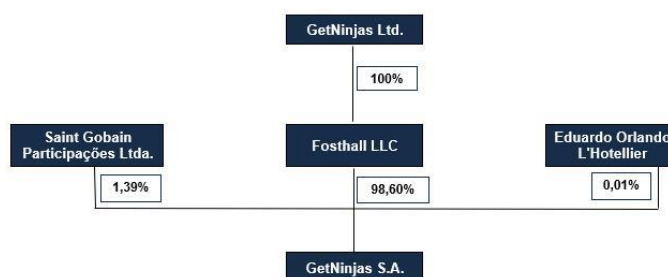 GetNinjas Ltd.
100%
Saint Gobain
Participações Ltda.
Fosthall LLC
Eduardo Orlando
L'Hotellier
1,39%
98,60%
0,01%
GetNinjas S.A.